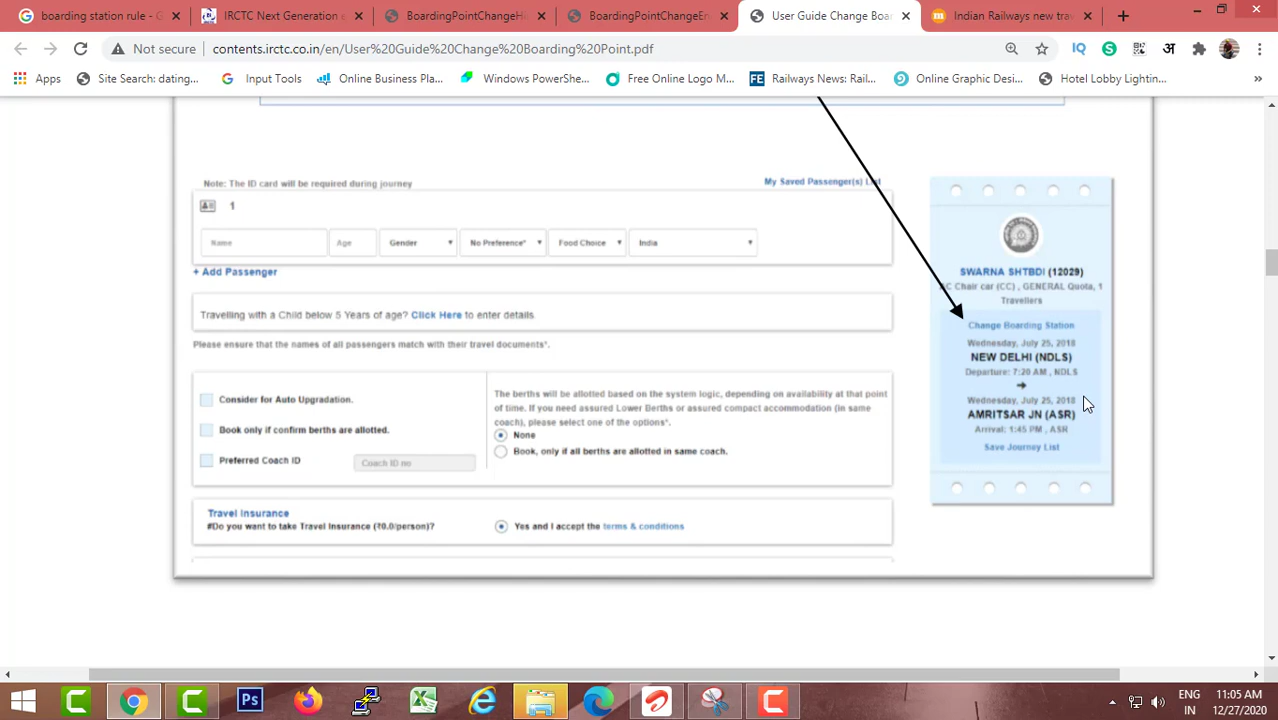 boarding station rule - G
IRCTC Next Generation e
BoardingPointChangeHi
BoardingPointChangeEn
User Guide Change Boar
Indian Railways new trav
Not secure
contents.irctc.co.in/en/User%20Guide%20Change%20Boarding%20Point.pdf
Apps
Site Search: dating...
Input Tools
Online Business Pla...
Windows PowerShe...
Free Online Logo M...
Railways News: Rail...
Online Graphic Desi...
Hotel Lobby Lightin...
Note: The ID card will be required during journey
My Saved Passenger(s) List
1
Name
Age
Gender
No Preference*
Food Choice
India
+ Add Passenger
Travelling with a Child below 5 Years of age? Click Here to enter details
Please ensure that the names of all passengers match with their travel documents*.
Consider for Auto Upgradation.
Book only if confirm berths are allotted.
Preferred Coach ID
Coach ID no
The berths will be allotted based on the system logic, depending on availability at that point
of time. If you need assured Lower Berths or assured compact accommodation (in same
coach), please select one of the options*.
None
Book, only if all berths are allotted in same coach.
Travel Insurance
#Do you want to take Travel Insurance (₹0.0/person)?
Yes and I accept the terms & conditions
SWARNA SHTBDI (12029)
AC Chair car (CC) , GENERAL Quota, 1
Travellers
Change Boarding Station
Wednesday, July 25, 2018
NEW DELHI (NDLS)
Departure: 7:20 AM , NDLS
Wednesday, July 25, 2018
AMRITSAR JN (ASR)
Arrival: 1:45 PM , ASR
Save Journey List
ENG
IN
11:05 AM
12/27/2020